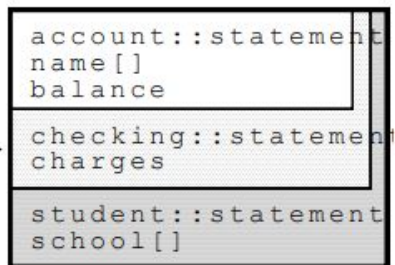 account::statement
name[]
balance
checking::statement
charges
student::statement
school[]